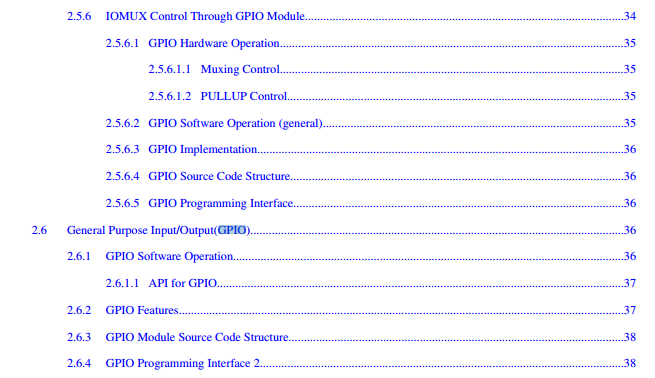 2.5.6 IOMUX Control Through GPIO Module....................34
2.5.6.1 GPIO Hardware Operation....................35
2.5.6.1.1 Muxing Control....................35
2.5.6.1.2 PULLUP Control....................35
2.5.6.2 GPIO Software Operation (general)....................35
2.5.6.3 GPIO Implementation....................36
2.5.6.4 GPIO Source Code Structure....................36
2.5.6.5 GPIO Programming Interface....................36
2.6 General Purpose Input/Output(GPIO)....................36
2.6.1 GPIO Software Operation....................36
2.6.1.1 API for GPIO....................37
2.6.2 GPIO Features....................37
2.6.3 GPIO Module Source Code Structure....................38
2.6.4 GPIO Programming Interface 2....................38